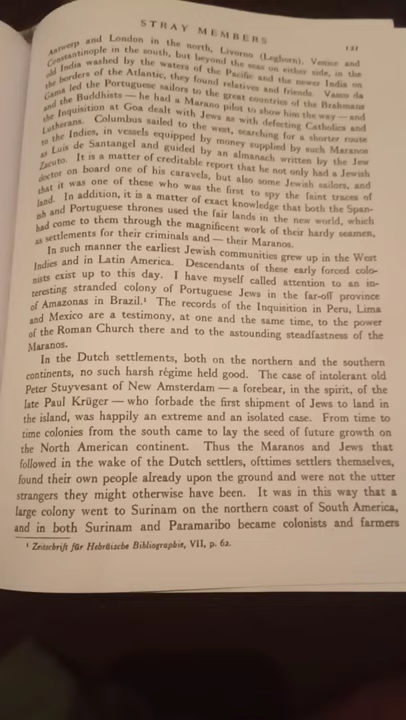 STRAY MEMBERS 121
Antwerp and London in the north, Livorno (Leghorn), Venice and
Constantinople in the south, but beyond the seas on either side, in the
old India washed by the waters of the Pacific and the newer India on
the borders of the Atlantic, they found relatives and friends. Vasco da
Gama led the Portuguese sailors to the great countries of the Brahmans
and the Buddhists — he had a Marano pilot to show him the way — and
the Inquisition at Goa dealt with Jews as with defecting Catholics and
Lutherans. Columbus sailed to the west, searching for a shorter route
to the Indies, in vessels equipped by money supplied by such Maranos
as Luis de Santangel and guided by an almanach written by the Jew
Zacuto. It is a matter of creditable report that he not only had a Jewish
doctor on board one of his caravels, but also some Jewish sailors, and
that it was one of these who was the first to spy the faint traces of
land. In addition, it is a matter of exact knowledge that both the Span-
ish and Portuguese thrones used the fair lands in the new world, which
had come to them through the magnificent work of their hardy seamen,
as settlements for their criminals and — their Maranos.
In such manner the earliest Jewish communities grew up in the West
Indies and in Latin America. Descendants of these early forced colo-
nists exist up to this day. I have myself called attention to an in-
teresting stranded colony of Portuguese Jews in the far-off province
of Amazonas in Brazil.¹ The records of the Inquisition in Peru, Lima
and Mexico are a testimony, at one and the same time, to the power
of the Roman Church there and to the astounding steadfastness of the
Maranos.
In the Dutch settlements, both on the northern and the southern
continents, no such harsh régime held good. The case of intolerant old
Peter Stuyvesant of New Amsterdam — a forebear, in the spirit, of the
late Paul Krüger — who forbade the first shipment of Jews to land in
the island, was happily an extreme and an isolated case. From time to
time colonies from the south came to lay the seed of future growth on
the North American continent. Thus the Maranos and Jews that
followed in the wake of the Dutch settlers, ofttimes settlers themselves,
found their own people already upon the ground and were not the utter
strangers they might otherwise have been. It was in this way that a
large colony went to Surinam on the northern coast of South America,
and in both Surinam and Paramaribo became colonists and farmers
¹ Zeitschrift für Hebräische Bibliographie, VII, p. 62.